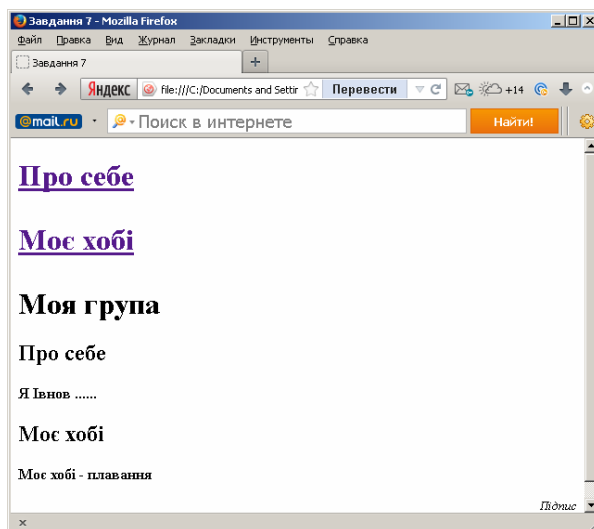 Завдання 7 - Mozilla Firefox
Файл Правка Вид Журнал Закладки Инструменты Справка
Завдання 7 +
Яндекс file:///C:/Documents and Settir Перевести +14
@mail.ru Поиск в интернете Найти!
Про себе
Моє хобі
Моя група
Про себе
Я Івнов ......
Моє хобі
Моє хобі - плавання
Підпис
x